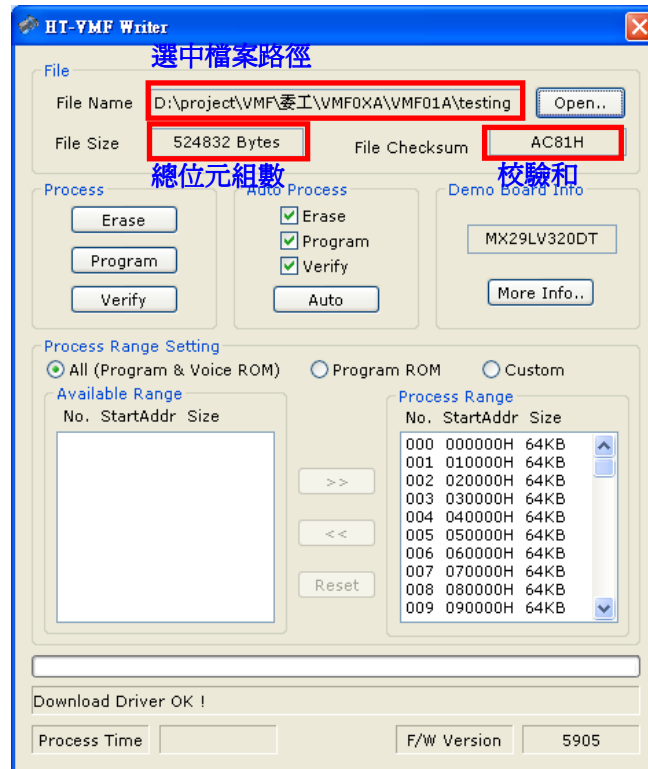 HT-VMF Writer
選中檔案路徑
File
File Name D:\project\VMF\委工\VMF0XA\VMF01A\testing Open..
File Size 524832 Bytes File Checksum AC81H
總位元組數 校驗和
Process Auto Process Demo Board Info
Erase Erase
Program Program MX29LV320DT
Verify Verify
Auto More Info..
Process Range Setting
All (Program & Voice ROM) Program ROM Custom
Available Range Process Range
No. StartAddr Size No. StartAddr Size
000 000000H 64KB
001 010000H 64KB
>> 002 020000H 64KB
003 030000H 64KB
004 040000H 64KB
<< 005 050000H 64KB
006 060000H 64KB
007 070000H 64KB
Reset 008 080000H 64KB
009 090000H 64KB
Download Driver OK !
Process Time F/W Version 5905